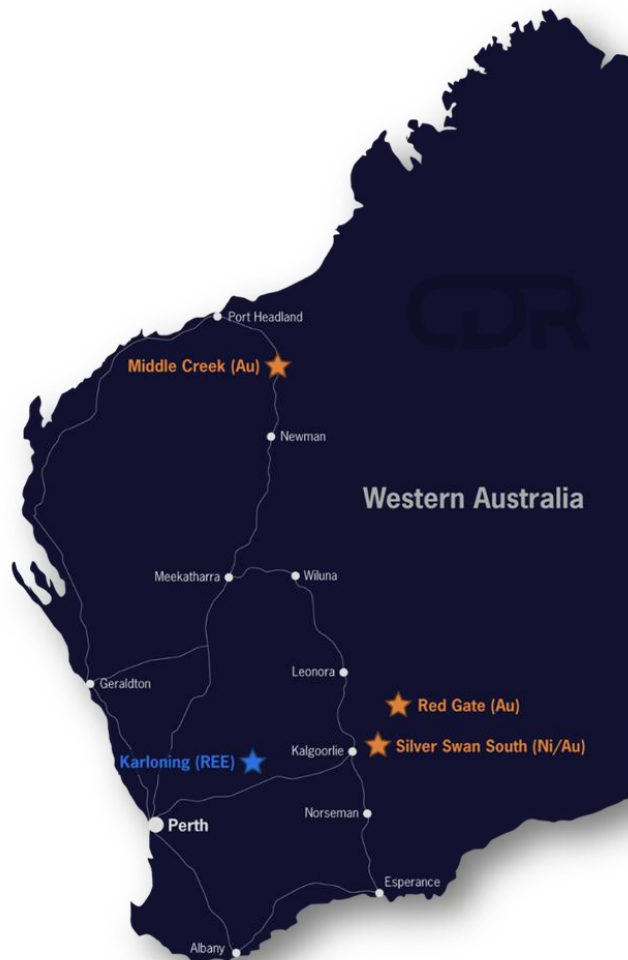 Port Headland
CDR
Middle Creek (Au)
Newman
Western Australia
Meekatharra
Wiluna
Leonora
Geraldton
Red Gate (Au)
Silver Swan South (Ni/Au)
Kalgoorlie
Karloning (REE)
Norseman
Perth
Esperance
Albany